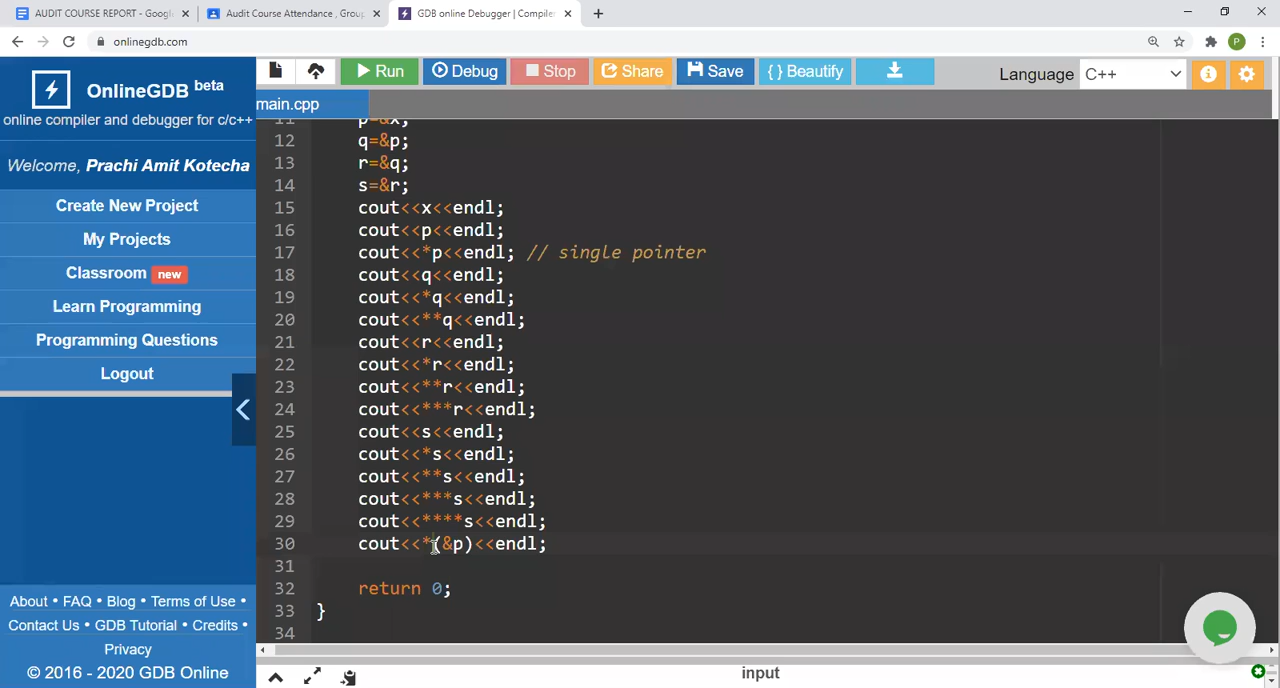 AUDIT COURSE REPORT - Google
Audit Course Attendance , Group
GDB online Debugger | Compiler
onlinegdb.com
P
OnlineGDB beta
online compiler and debugger for c/c++
Welcome, Prachi Amit Kotecha
Create New Project
My Projects
Classroom new
Learn Programming
Programming Questions
Logout
About • FAQ • Blog • Terms of Use •
Contact Us • GDB Tutorial • Credits •
Privacy
© 2016 - 2020 GDB Online
Run Debug Stop Share Save { } Beautify Language C++
main.cpp
11 p=&x;
12 q=&p;
13 r=&q;
14 s=&r;
15 cout<<x<<endl;
16 cout<<p<<endl;
17 cout<<*p<<endl; // single pointer
18 cout<<q<<endl;
19 cout<<*q<<endl;
20 cout<<**q<<endl;
21 cout<<r<<endl;
22 cout<<*r<<endl;
23 cout<<**r<<endl;
24 cout<<***r<<endl;
25 cout<<s<<endl;
26 cout<<*s<<endl;
27 cout<<**s<<endl;
28 cout<<***s<<endl;
29 cout<<****s<<endl;
30 cout<<*(&p)<<endl;
31
32 return 0;
33 }
34
input